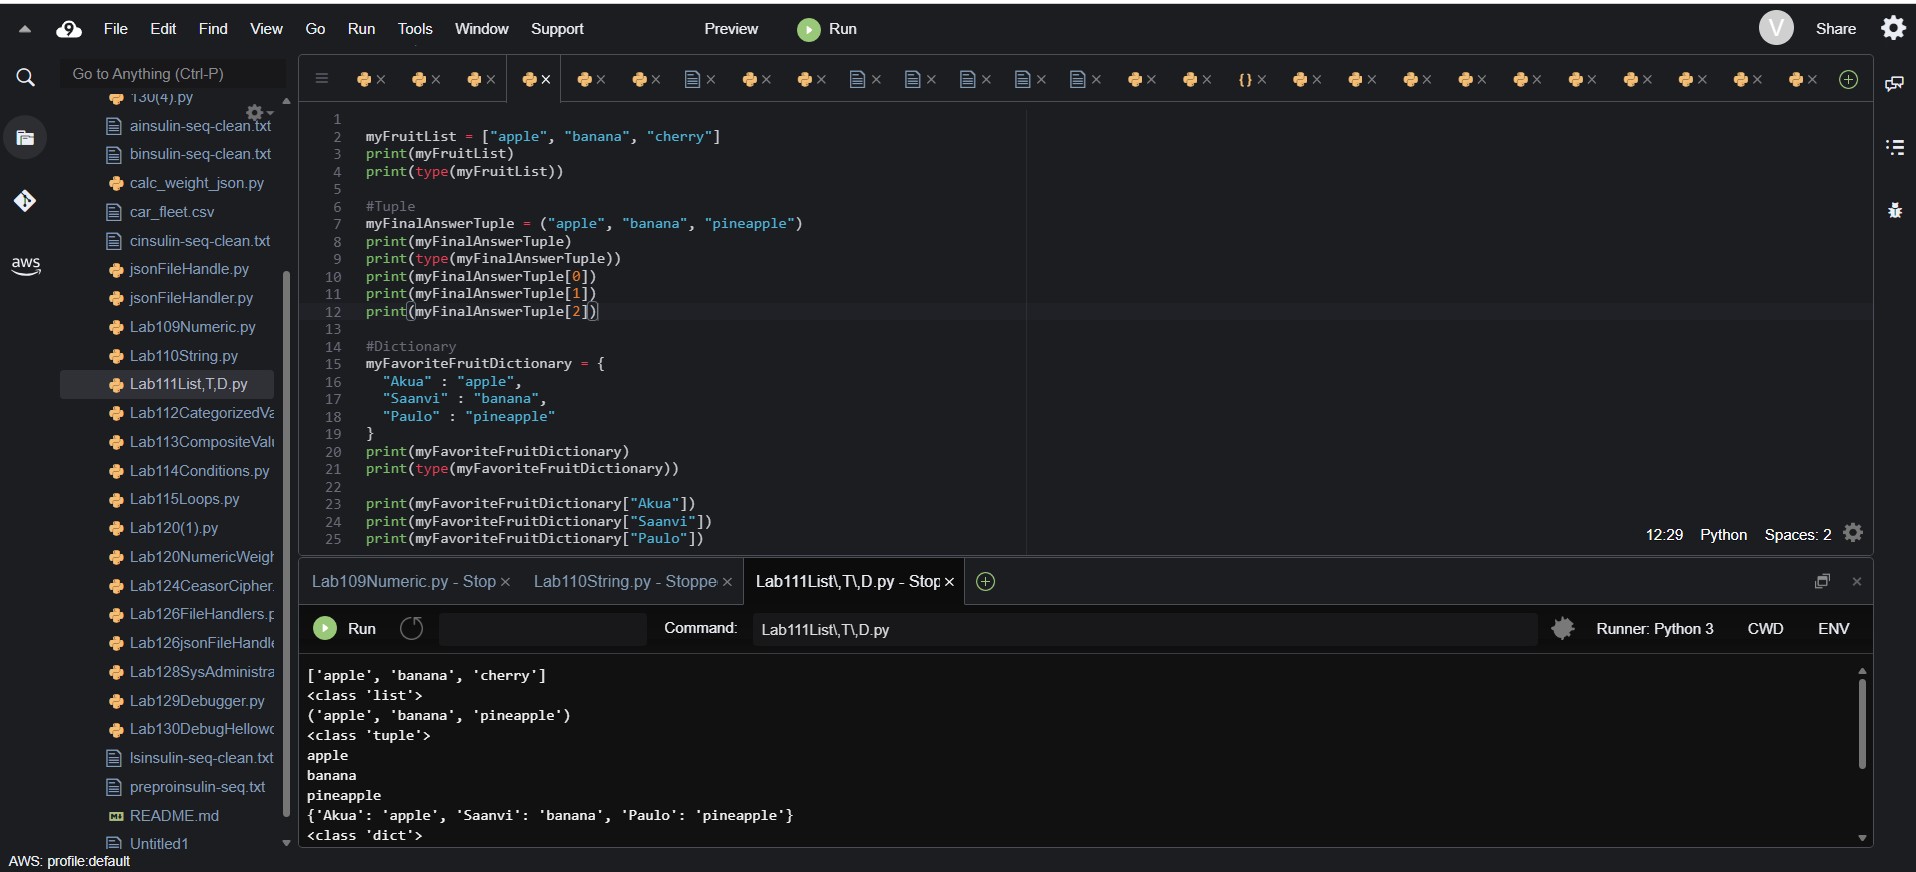 File Edit Find View Go Run Tools Window Support Preview Run V Share
Go to Anything (Ctrl-P)
130(4).py
ainsulin-seq-clean.txt
binsulin-seq-clean.txt
calc_weight_json.py
car_fleet.csv
cinsulin-seq-clean.txt
jsonFileHandle.py
jsonFileHandler.py
Lab109Numeric.py
Lab110String.py
Lab111List,T,D.py
Lab112CategorizedVa
Lab113CompositeValu
Lab114Conditions.py
Lab115Loops.py
Lab120(1).py
Lab120NumericWeigh
Lab124CeasorCipher.
Lab126FileHandlers.p
Lab126jsonFileHandle
Lab128SysAdministra
Lab129Debugger.py
Lab130DebugHellowo
lsinsulin-seq-clean.txt
preproinsulin-seq.txt
README.md
Untitled1
aws
AWS: profile:default
1
2 myFruitList = ["apple", "banana", "cherry"]
3 print(myFruitList)
4 print(type(myFruitList))
5
6 #Tuple
7 myFinalAnswerTuple = ("apple", "banana", "pineapple")
8 print(myFinalAnswerTuple)
9 print(type(myFinalAnswerTuple))
10 print(myFinalAnswerTuple[0])
11 print(myFinalAnswerTuple[1])
12 print(myFinalAnswerTuple[2])
13
14 #Dictionary
15 myFavoriteFruitDictionary = {
16 "Akua" : "apple",
17 "Saanvi" : "banana",
18 "Paulo" : "pineapple"
19 }
20 print(myFavoriteFruitDictionary)
21 print(type(myFavoriteFruitDictionary))
22
23 print(myFavoriteFruitDictionary["Akua"])
24 print(myFavoriteFruitDictionary["Saanvi"])
25 print(myFavoriteFruitDictionary["Paulo"])
12:29 Python Spaces: 2
Lab109Numeric.py - Stop Lab110String.py - Stoppe Lab111List\,T\,D.py - Stop
Run Command: Lab111List\,T\,D.py Runner: Python 3 CWD ENV
['apple', 'banana', 'cherry']
<class 'list'>
('apple', 'banana', 'pineapple')
<class 'tuple'>
apple
banana
pineapple
{'Akua': 'apple', 'Saanvi': 'banana', 'Paulo': 'pineapple'}
<class 'dict'>